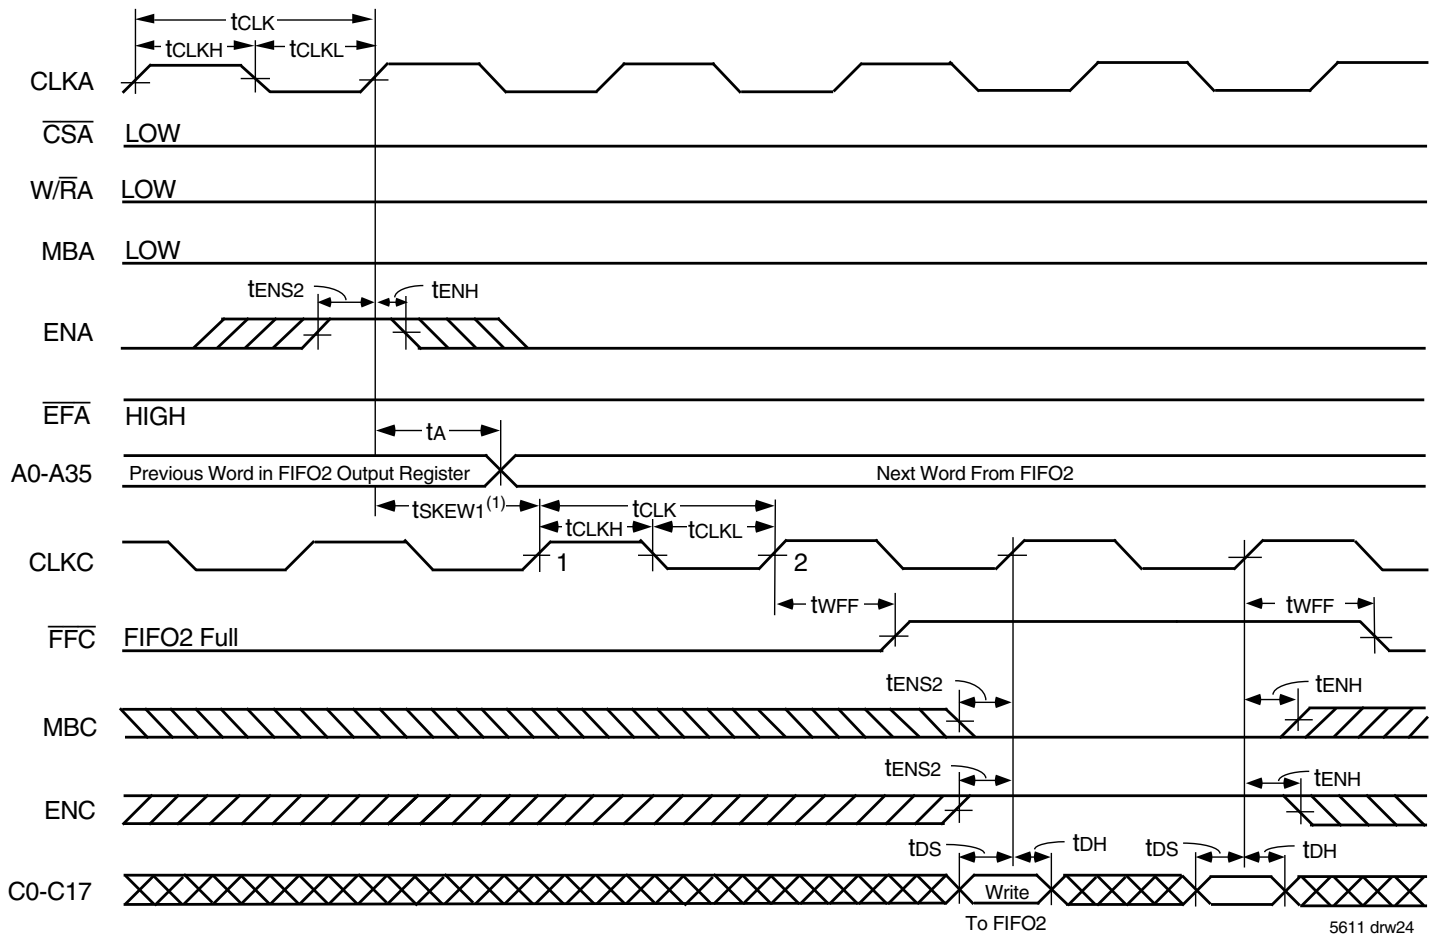 tCLK
tCLKH tCLKL
CLKA
CSA LOW
W/RA LOW
MBA LOW
tENS2 tENH
ENA
EFA HIGH
tA
A0-A35 Previous Word in FIFO2 Output Register Next Word From FIFO2
tSKEW1(1) tCLK
tCLKH tCLKL
CLKC 1 2
tWFF tWFF
FFC FIFO2 Full
tENS2 tENH
MBC
tENS2 tENH
ENC
tDS tDH tDS tDH
C0-C17 Write
To FIFO2
5611 drw24